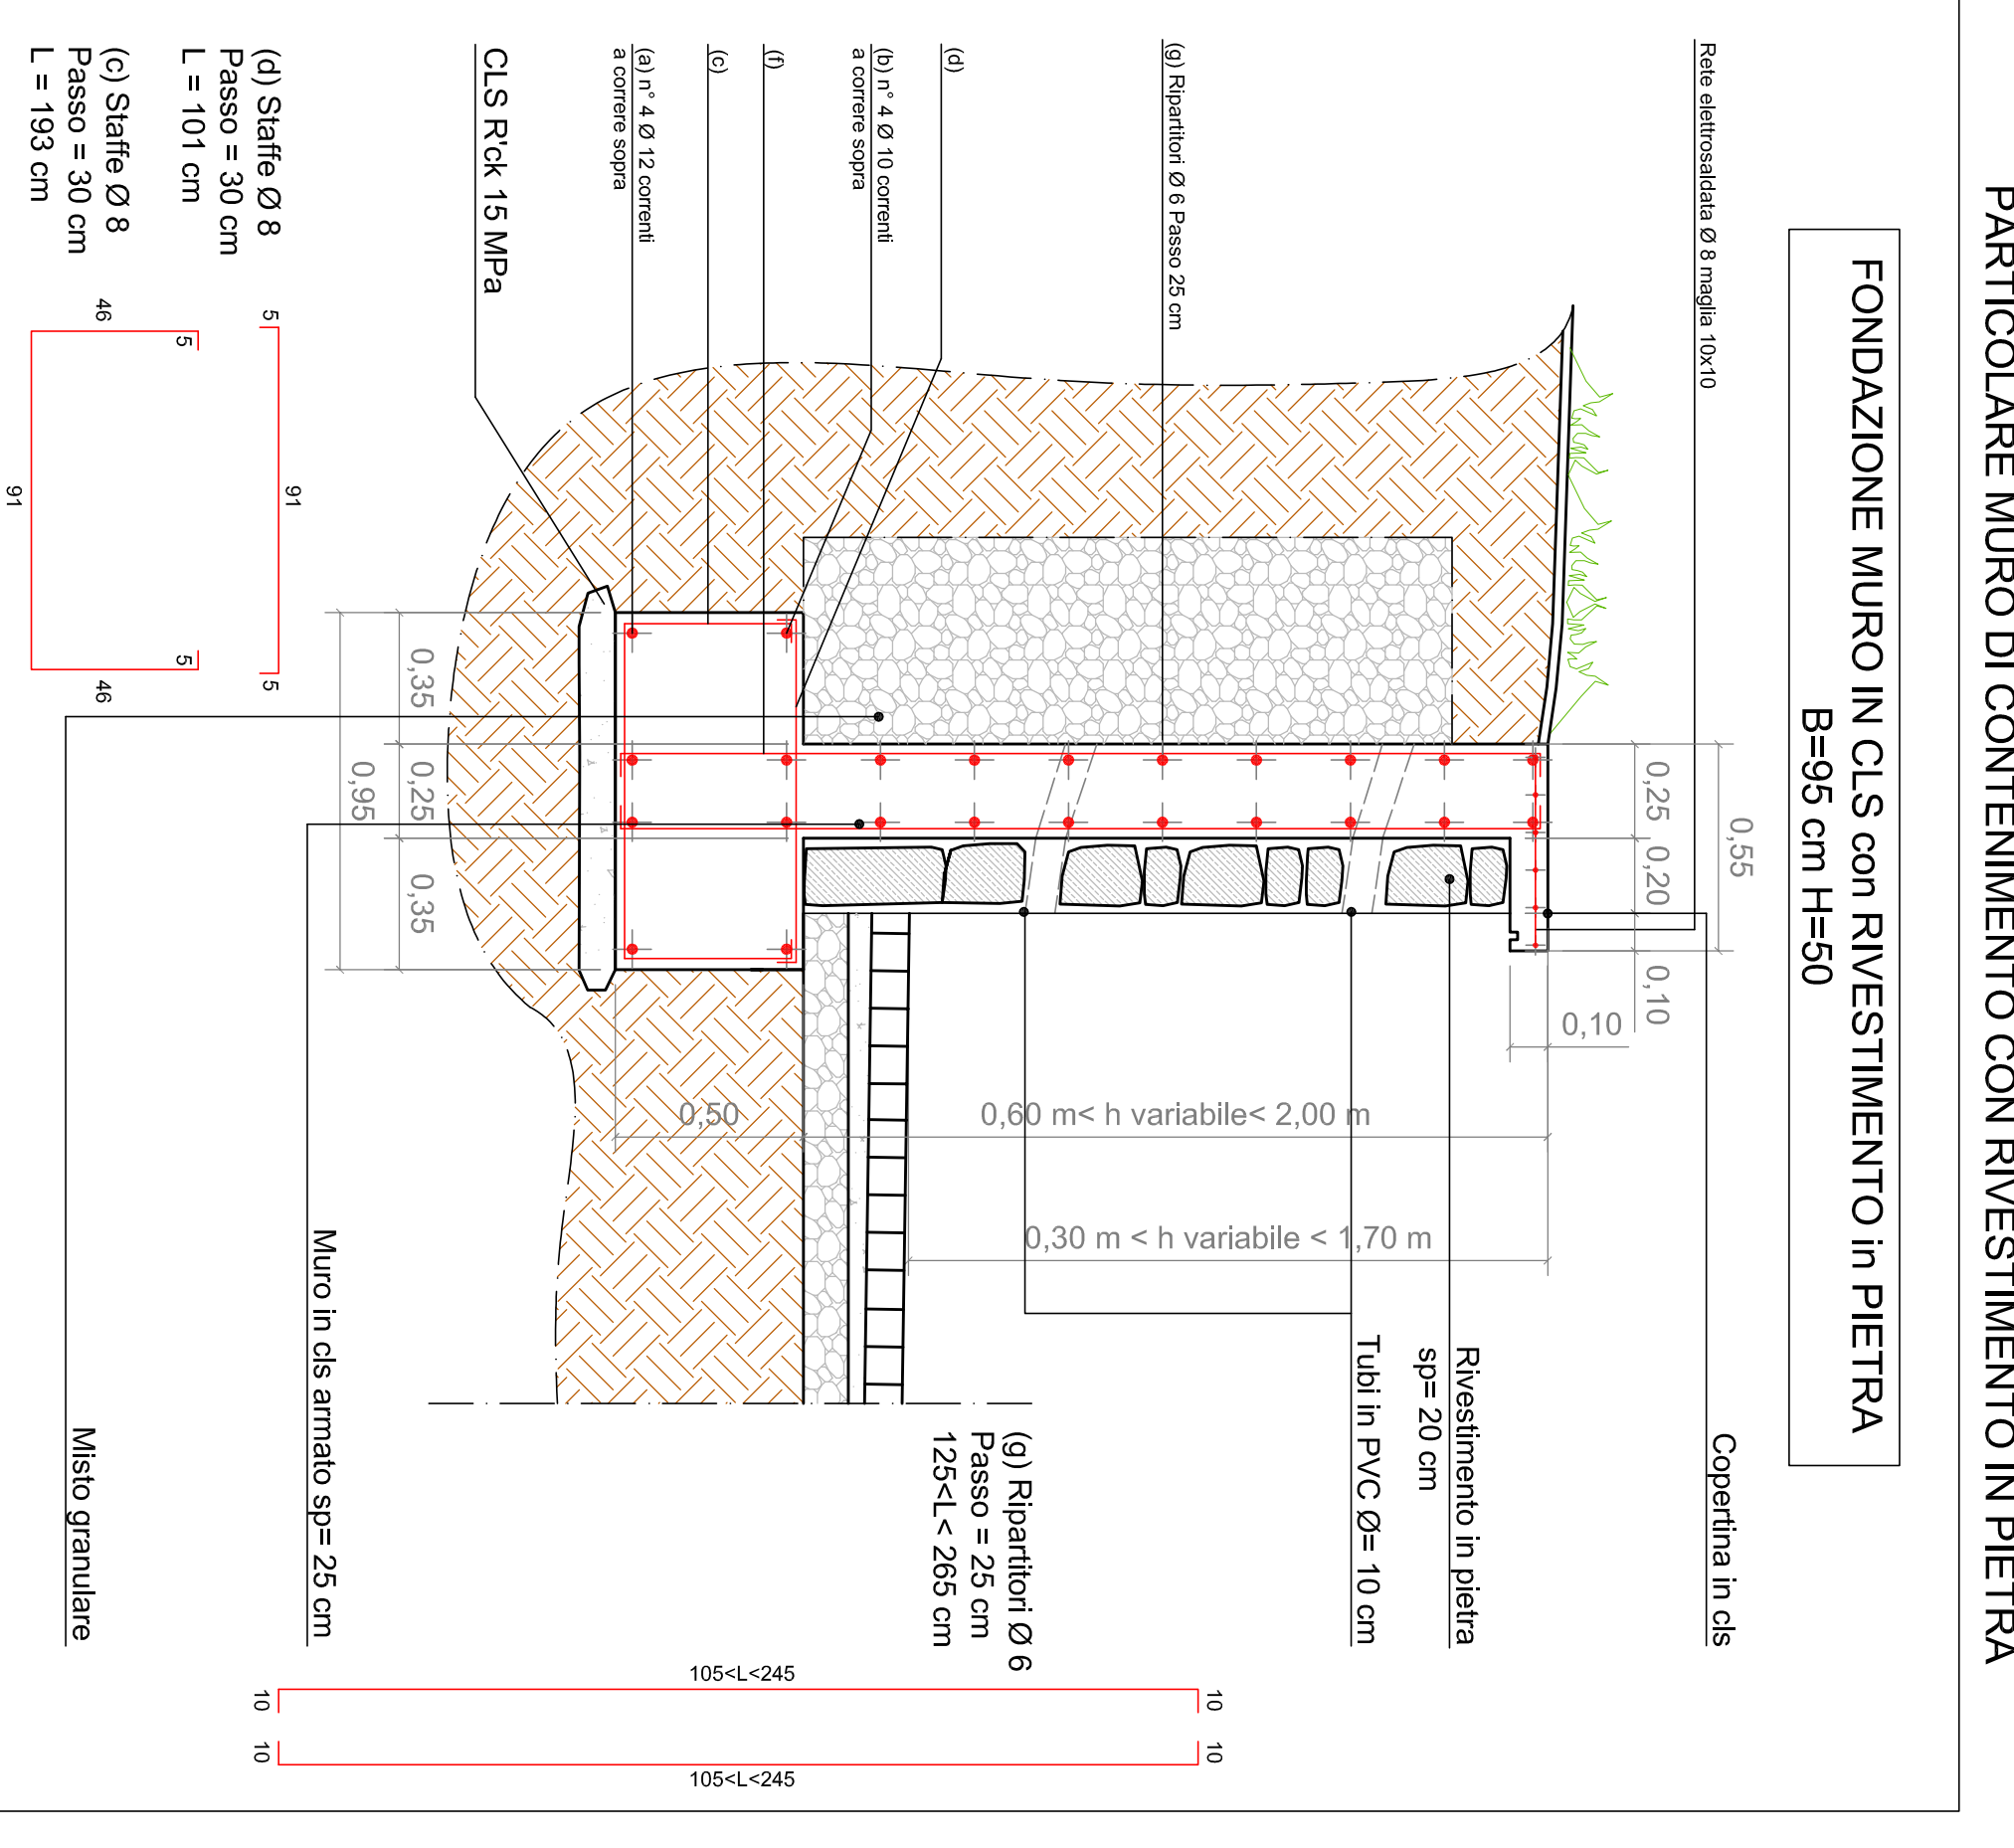 PARTICOLARE MURO DI CONTENIMENTO CON RIVESTIMENTO IN PIETRA
FONDAZIONE MURO IN CLS con RIVESTIMENTO in PIETRA
B=95 cm H=50
Rete elettrosaldata Ø 8 maglia 10x10
Copertina in cls
0,55
0,25
0,20
0,10
0,10
Rivestimento in pietra
sp= 20 cm
Tubi in PVC Ø= 10 cm
(g) Ripartitori Ø 6 Passo 25 cm
0,60 m< h variabile< 2,00 m
0,30 m < h variabile < 1,70 m
0,50
(g) Ripartitori Ø 6
Passo = 25 cm
125<L< 265 cm
10
105<L<245
10
10
105<L<245
10
(d)
(b) n° 4 Ø 10 correnti
a correre sopra
(f)
(c)
(a) n° 4 Ø 12 correnti
a correre sopra
CLS R'ck 15 MPa
0,35
0,25
0,35
0,95
Muro in cls armato sp= 25 cm
Misto granulare
(d) Staffe Ø 8
Passo = 30 cm
L = 101 cm
5
91
5
(c) Staffe Ø 8
Passo = 30 cm
L = 193 cm
46
5
91
5
46